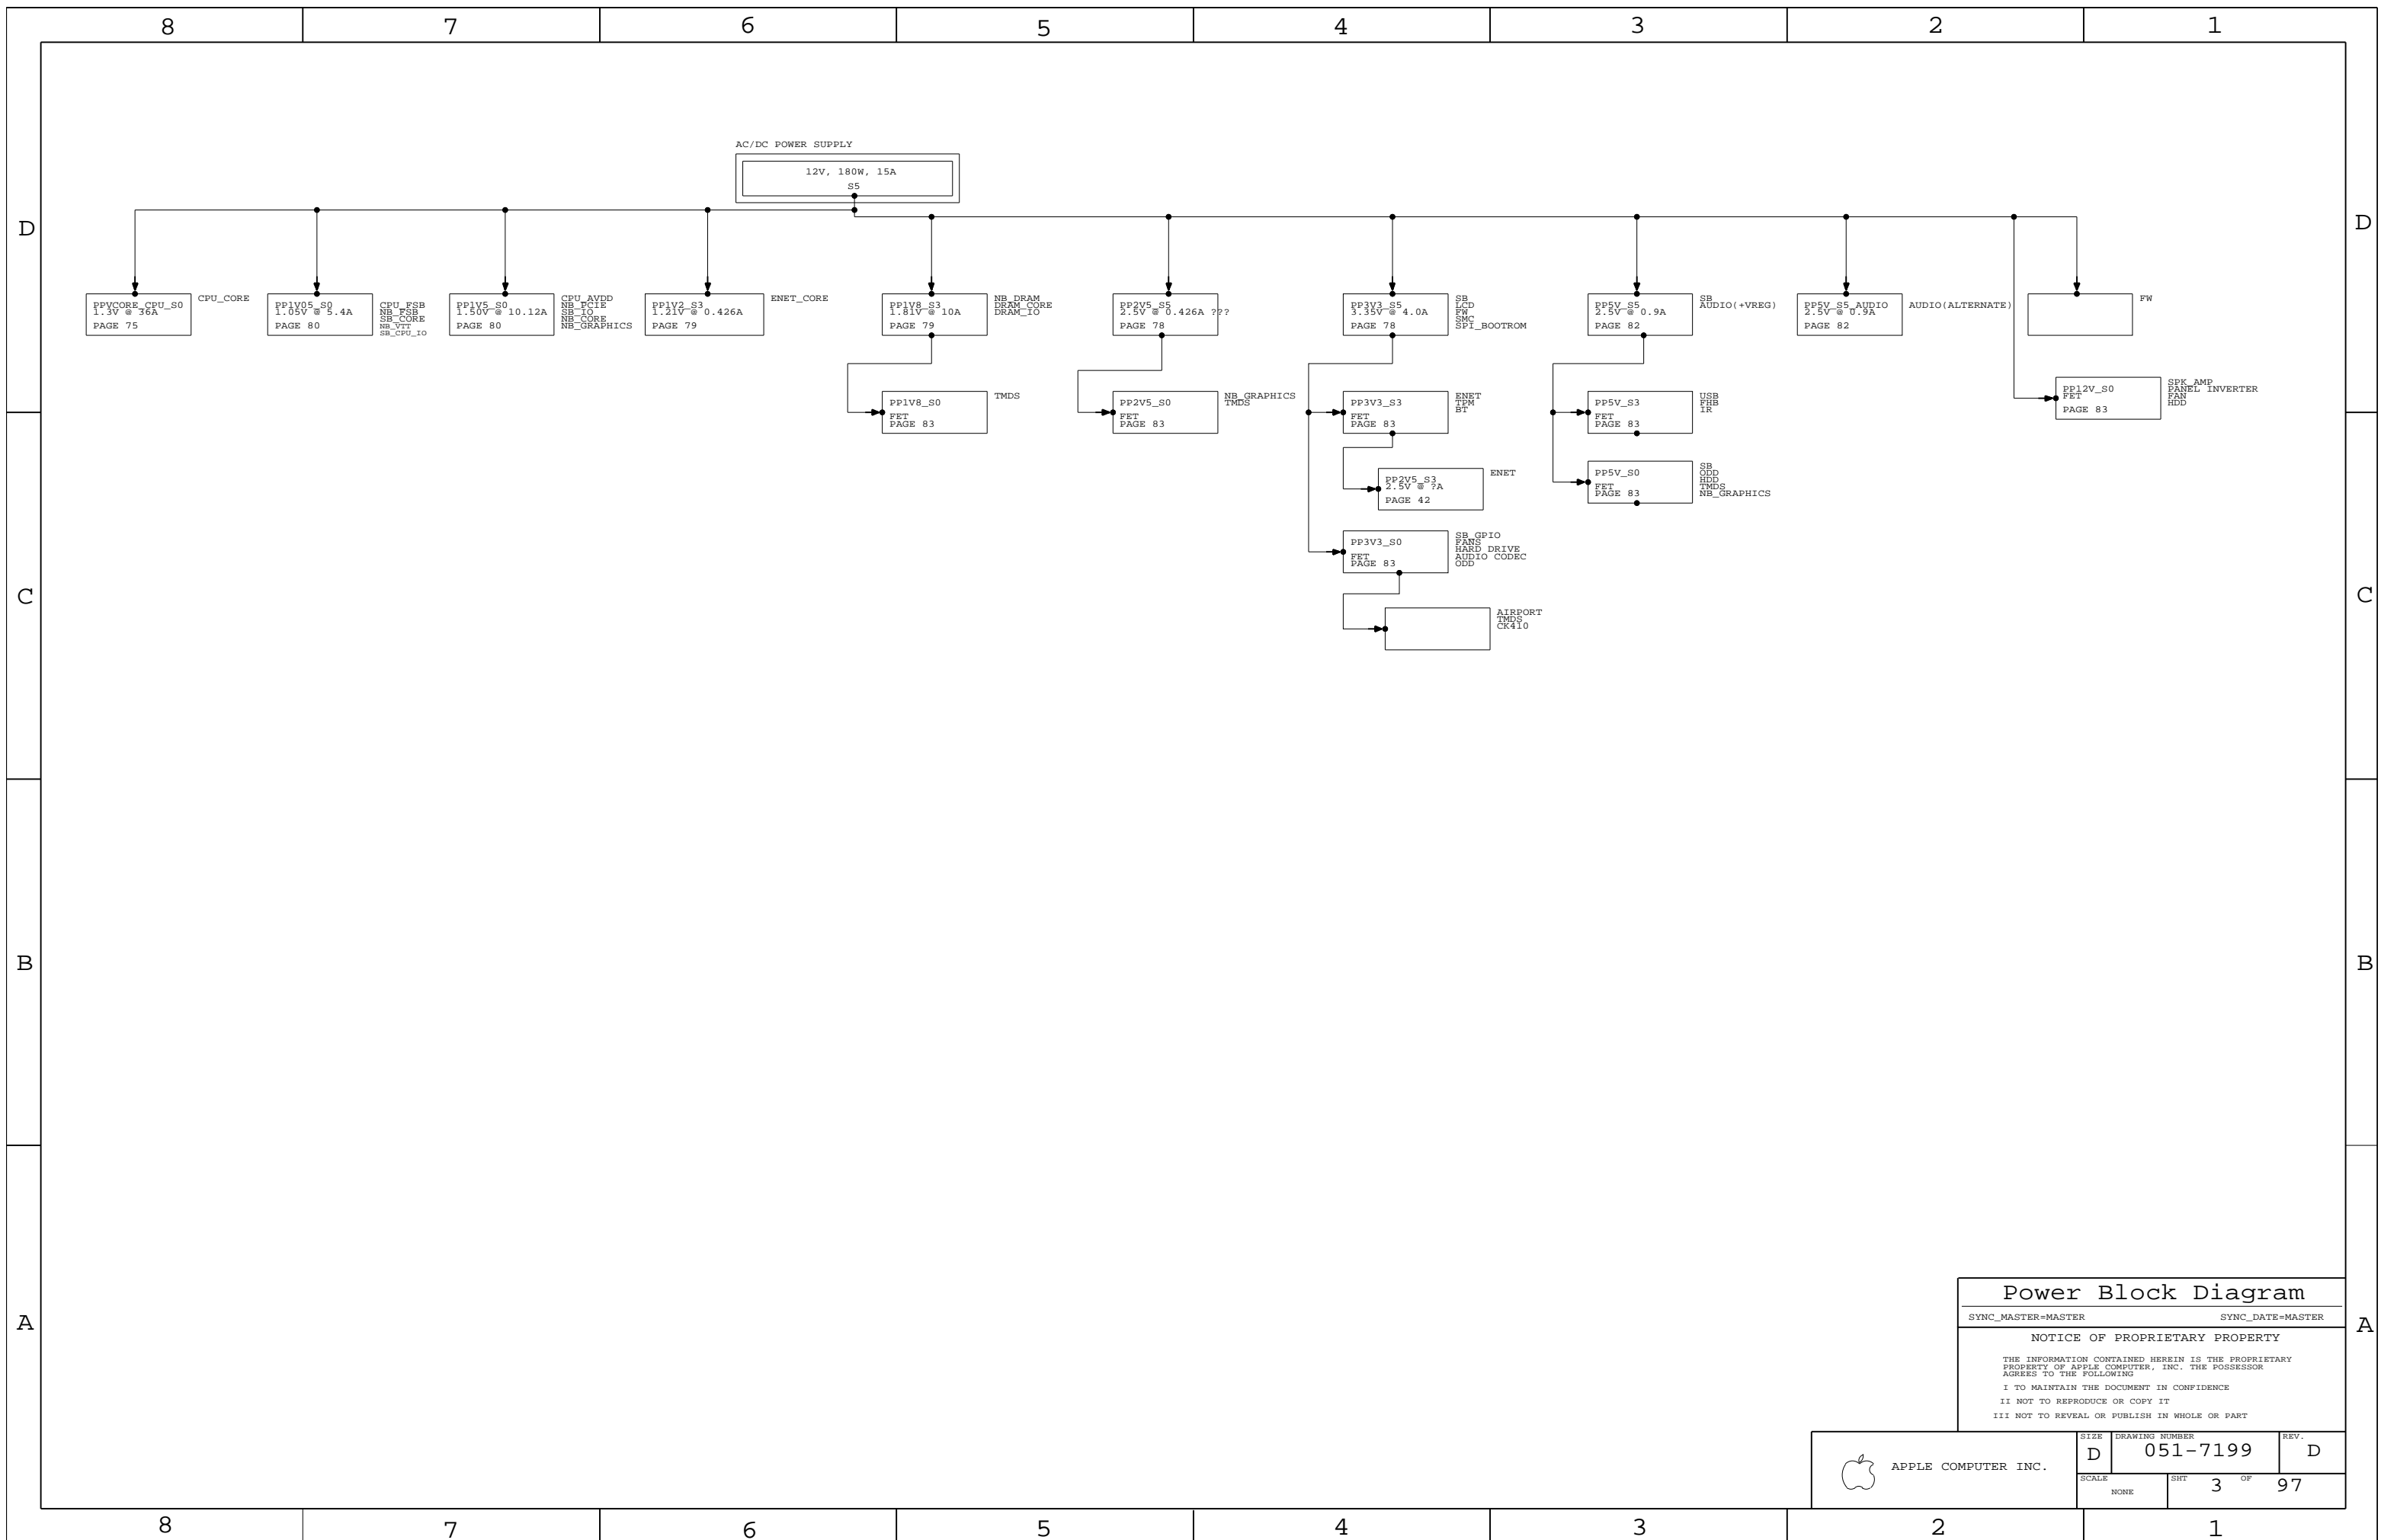 8 7 6 5 4 3 2 1
D
D
C
C
B
B
A
A
AC/DC POWER SUPPLY
12V, 180W, 15A
S5
PPVCORE_CPU_S0
1.3V @ 36A
PAGE 75
CPU_CORE
PP1V05_S0
1.05V @ 5.4A
PAGE 80
CPU_FSB
NB_FSB
SB_CORE
NB_VTT
SB_CPU_IO
PP1V5_S0
1.50V @ 10.12A
PAGE 80
CPU_AVDD
NB_PCIE
SB_IO
NB_CORE
NB_GRAPHICS
PP1V2_S3
1.21V @ 0.426A
PAGE 79
ENET_CORE
PP1V8_S3
1.81V @ 10A
PAGE 79
NB_DRAM
DRAM_CORE
DRAM_IO
PP2V5_S5
2.5V @ 0.426A ???
PAGE 78
PP3V3_S5
3.35V @ 4.0A
PAGE 78
SB
LCD
FW
SMC
SPI_BOOTROM
PP5V_S5
2.5V @ 0.9A
PAGE 82
SB
AUDIO(+VREG)
PP5V_S5_AUDIO
2.5V @ 0.9A
PAGE 82
AUDIO(ALTERNATE)
FW
PP1V8_S0
FET
PAGE 83
TMDS
PP2V5_S0
FET
PAGE 83
NB_GRAPHICS
TMDS
PP3V3_S3
FET
PAGE 83
ENET
TPM
BT
PP5V_S3
FET
PAGE 83
USB
FHB
IR
PP12V_S0
FET
PAGE 83
SPK_AMP
PANEL INVERTER
FAN
HDD
PP2V5_S3
2.5V @ ?A
PAGE 42
ENET
PP5V_S0
FET
PAGE 83
SB
ODD
HDD
TMDS
NB_GRAPHICS
PP3V3_S0
FET
PAGE 83
SB_GPIO
FANS
HARD DRIVE
AUDIO CODEC
ODD
AIRPORT
TMDS
CK410
Power Block Diagram
SYNC_MASTER=MASTER SYNC_DATE=MASTER
NOTICE OF PROPRIETARY PROPERTY
THE INFORMATION CONTAINED HEREIN IS THE PROPRIETARY
PROPERTY OF APPLE COMPUTER, INC. THE POSSESSOR
AGREES TO THE FOLLOWING
I TO MAINTAIN THE DOCUMENT IN CONFIDENCE
II NOT TO REPRODUCE OR COPY IT
III NOT TO REVEAL OR PUBLISH IN WHOLE OR PART
APPLE COMPUTER INC.
SIZE
D
DRAWING NUMBER
051-7199
REV.
D
SCALE
NONE
SHT 3 OF 97
8 7 6 5 4 3 2 1